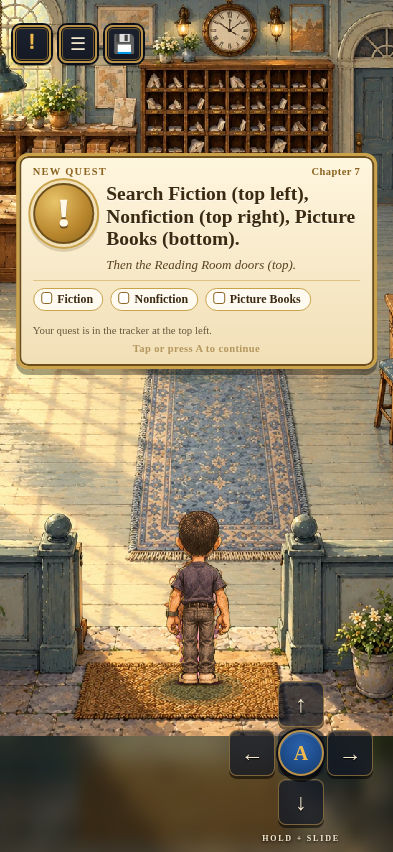 !
☰
NEW QUEST
Chapter 7
!
Search Fiction (top left),
Nonfiction (top right), Picture
Books (bottom).
Then the Reading Room doors (top).
Fiction
Nonfiction
Picture Books
Your quest is in the tracker at the top left.
Tap or press A to continue
↑
← A →
↓
HOLD + SLIDE